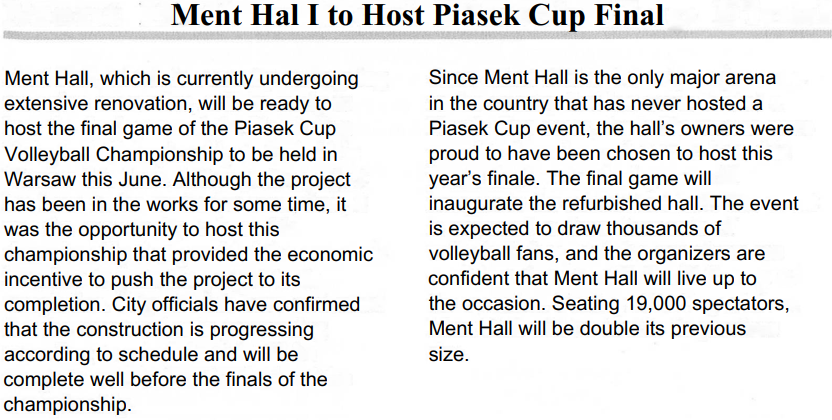 Ment Hal I to Host Piasek Cup Final
Ment Hall, which is currently undergoing
extensive renovation, will be ready to
host the final game of the Piasek Cup
Volleyball Championship to be held in
Warsaw this June. Although the project
has been in the works for some time, it
was the opportunity to host this
championship that provided the economic
incentive to push the project to its
completion. City officials have confirmed
that the construction is progressing
according to schedule and will be
complete well before the finals of the
championship.
Since Ment Hall is the only major arena
in the country that has never hosted a
Piasek Cup event, the hall's owners were
proud to have been chosen to host this
year's finale. The final game will
inaugurate the refurbished hall. The event
is expected to draw thousands of
volleyball fans, and the organizers are
confident that Ment Hall will live up to
the occasion. Seating 19,000 spectators,
Ment Hall will be double its previous
size.